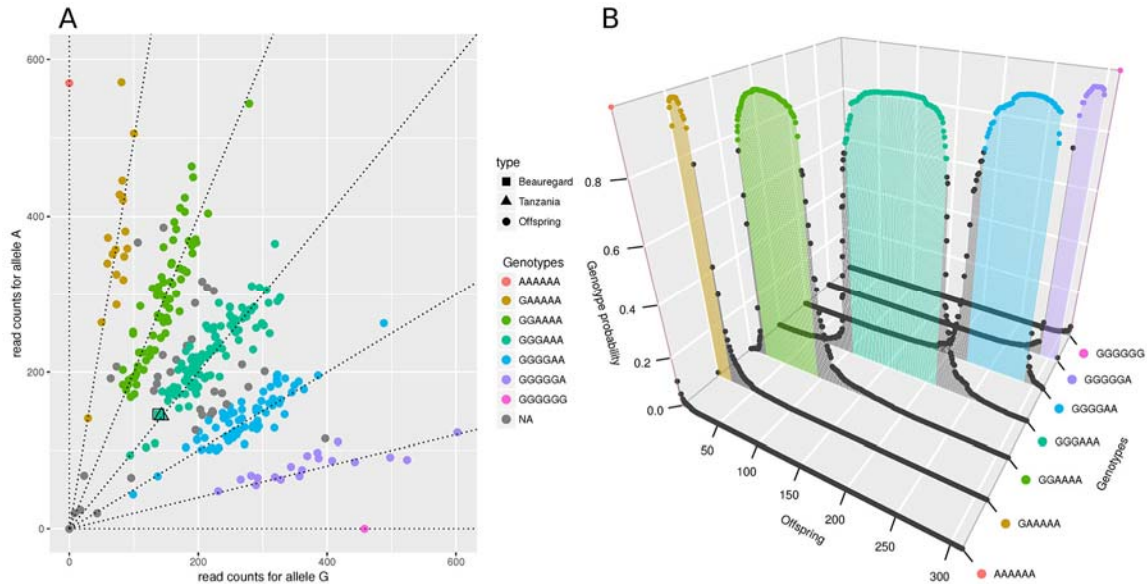 A
600
400
200
0
read counts for allele A
0
200
400
600
read counts for allele G
type
Beauregard
Tanzania
Offspring
Genotypes
AAAAAA
GAAAAA
GGAAAA
GGGAAA
GGGGAA
GGGGGA
GGGGGG
NA
B
0.8
0.6
0.4
0.2
0.0
Genotype probability
50
100
150
200
250
300
Offspring
GGGGGG
GGGGGA
GGGGAA
GGGAAA
GGAAAA
GAAAAA
AAAAAA
Genotypes